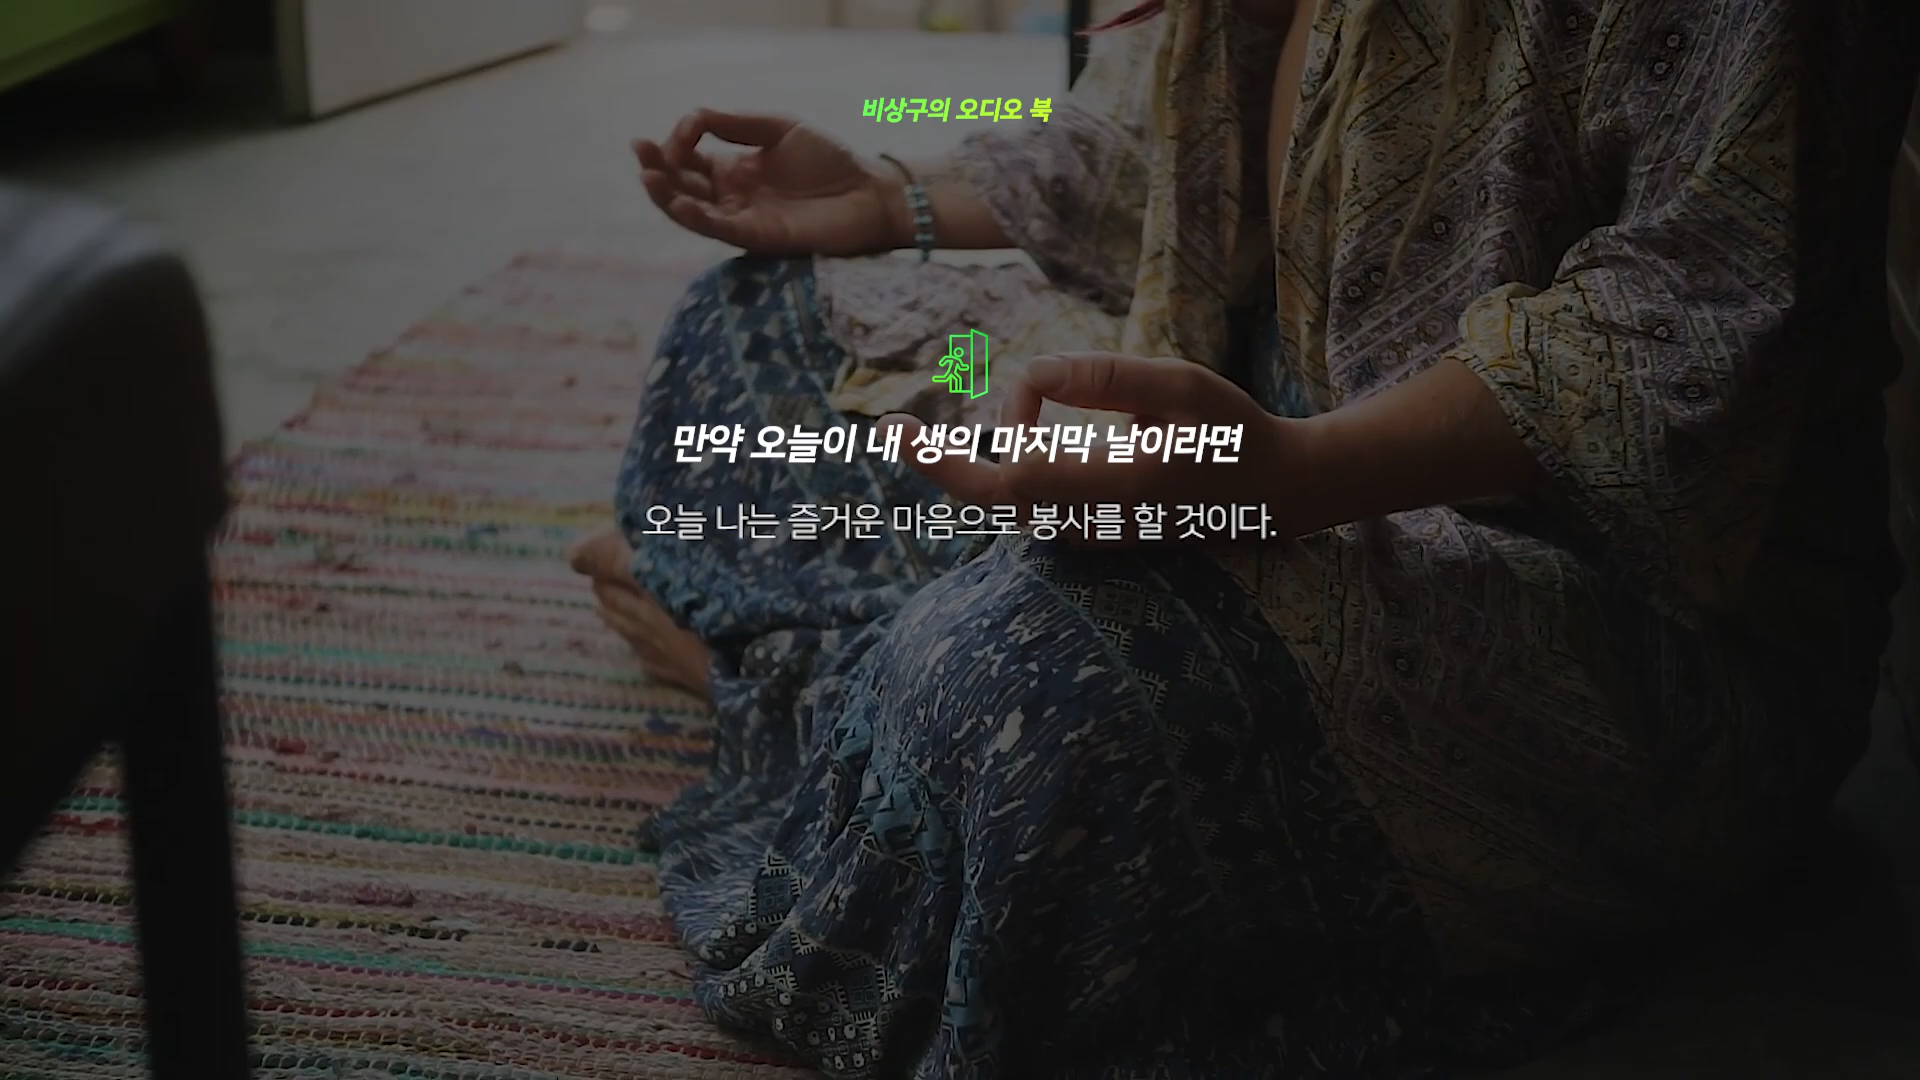 비상구의 오디오 북
만약 오늘이 내 생의 마지막 날이라면
오늘 나는 즐거운 마음으로 봉사를 할 것이다.